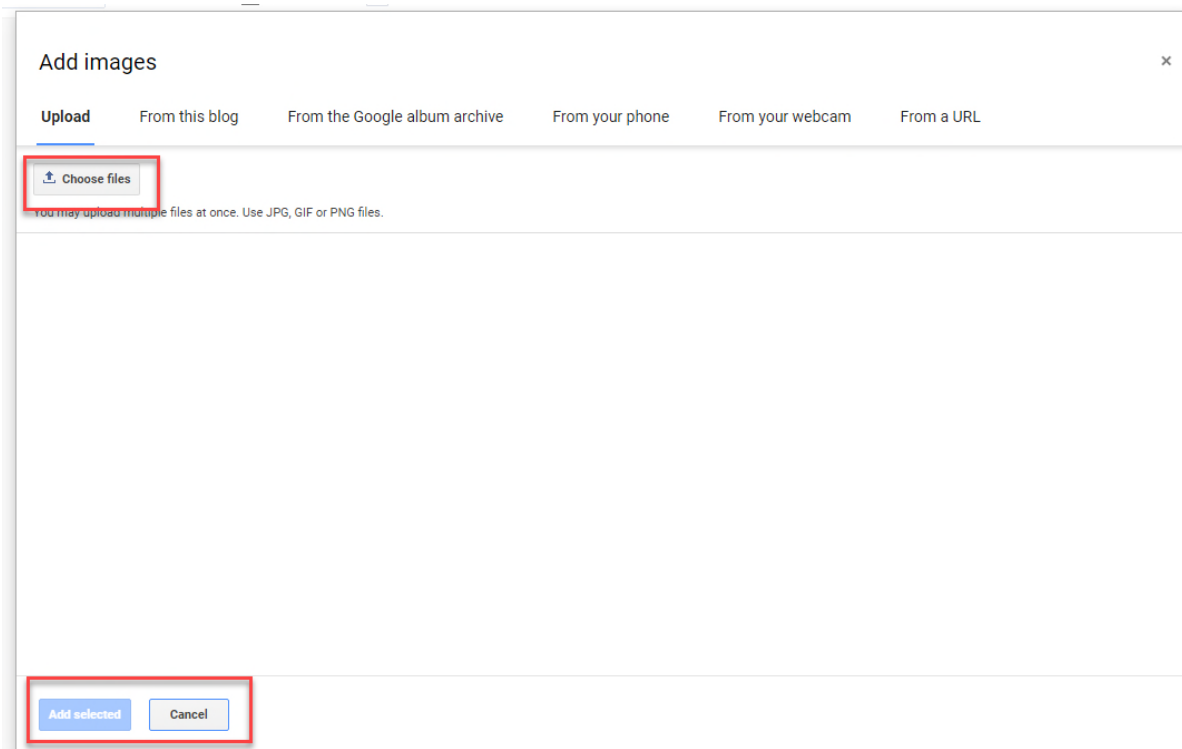 Add images
×
Upload From this blog From the Google album archive From your phone From your webcam From a URL
Choose files
You may upload multiple files at once. Use JPG, GIF or PNG files.
Add selected Cancel